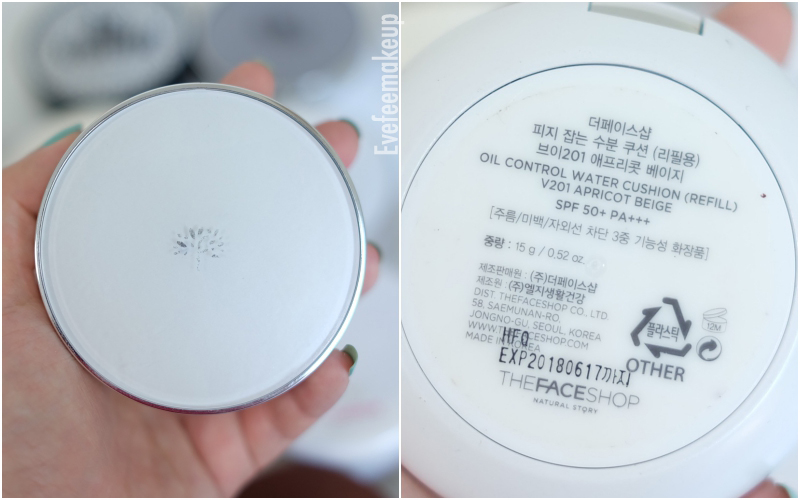 Evefeemakeup
더페이스샵
피지 잡는 수분 쿠션 (리필용)
브이201 애프리콧 베이지
OIL CONTROL WATER CUSHION (REFILL)
V201 APRICOT BEIGE
SPF 50+ PA+++
[주름/미백/자외선 차단 3중 기능성 화장품]
중량 : 15 g / 0.52 oz.
제조판매원 : (주)더페이스샵
제조원 : (주)엘지생활건강
DIST. THEFACESHOP CO., LTD.
58, SAEMUNAN-RO,
JONGNO-GU, SEOUL, KOREA
WWW.THEFACESHOP.COM
MADE IN KOREA
HFQ
EXP20180617까지
플라스틱
OTHER
12M
THEFACESHOP
NATURAL STORY